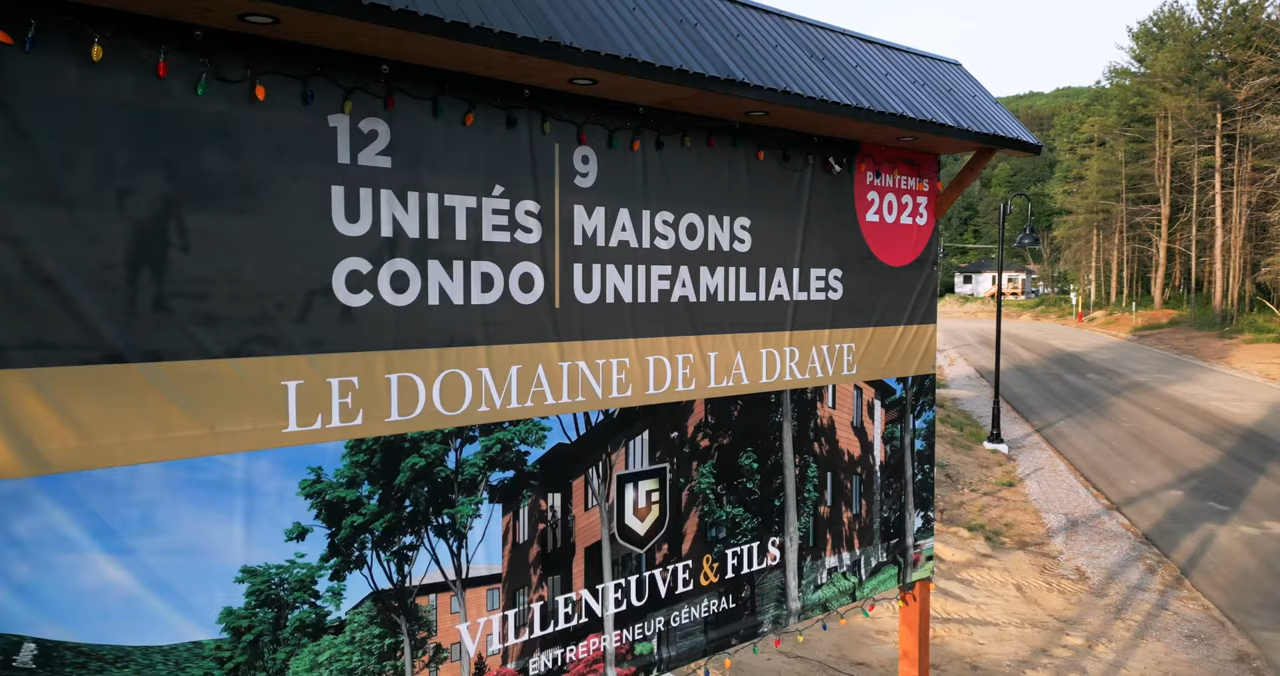 12
UNITÉS
CONDO
9
MAISONS
UNIFAMILIALES
PRINTEMPS
2023
LE DOMAINE DE LA DRAVE
VILLENEUVE & FILS
ENTREPRENEUR GÉNÉRAL